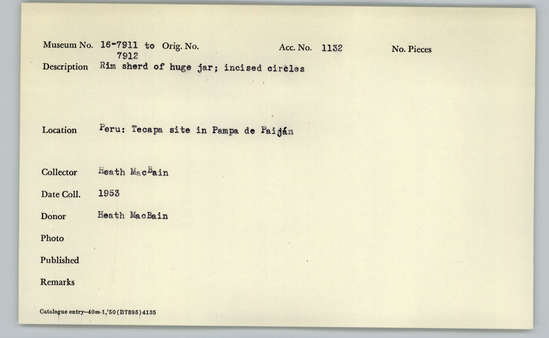 Museum No. 16-7911 to Orig. No. Acc. No. 1132 No. Pieces
7912
Description Rim sherd of huge jar; incised circles
Location Peru: Tecapa site in Pampa de Paiján
Collector Heath MacBain
Date Coll. 1953
Donor Heath MacBain
Photo
Published
Remarks
Catalogue entry—40m-1,'50(B7895)4135